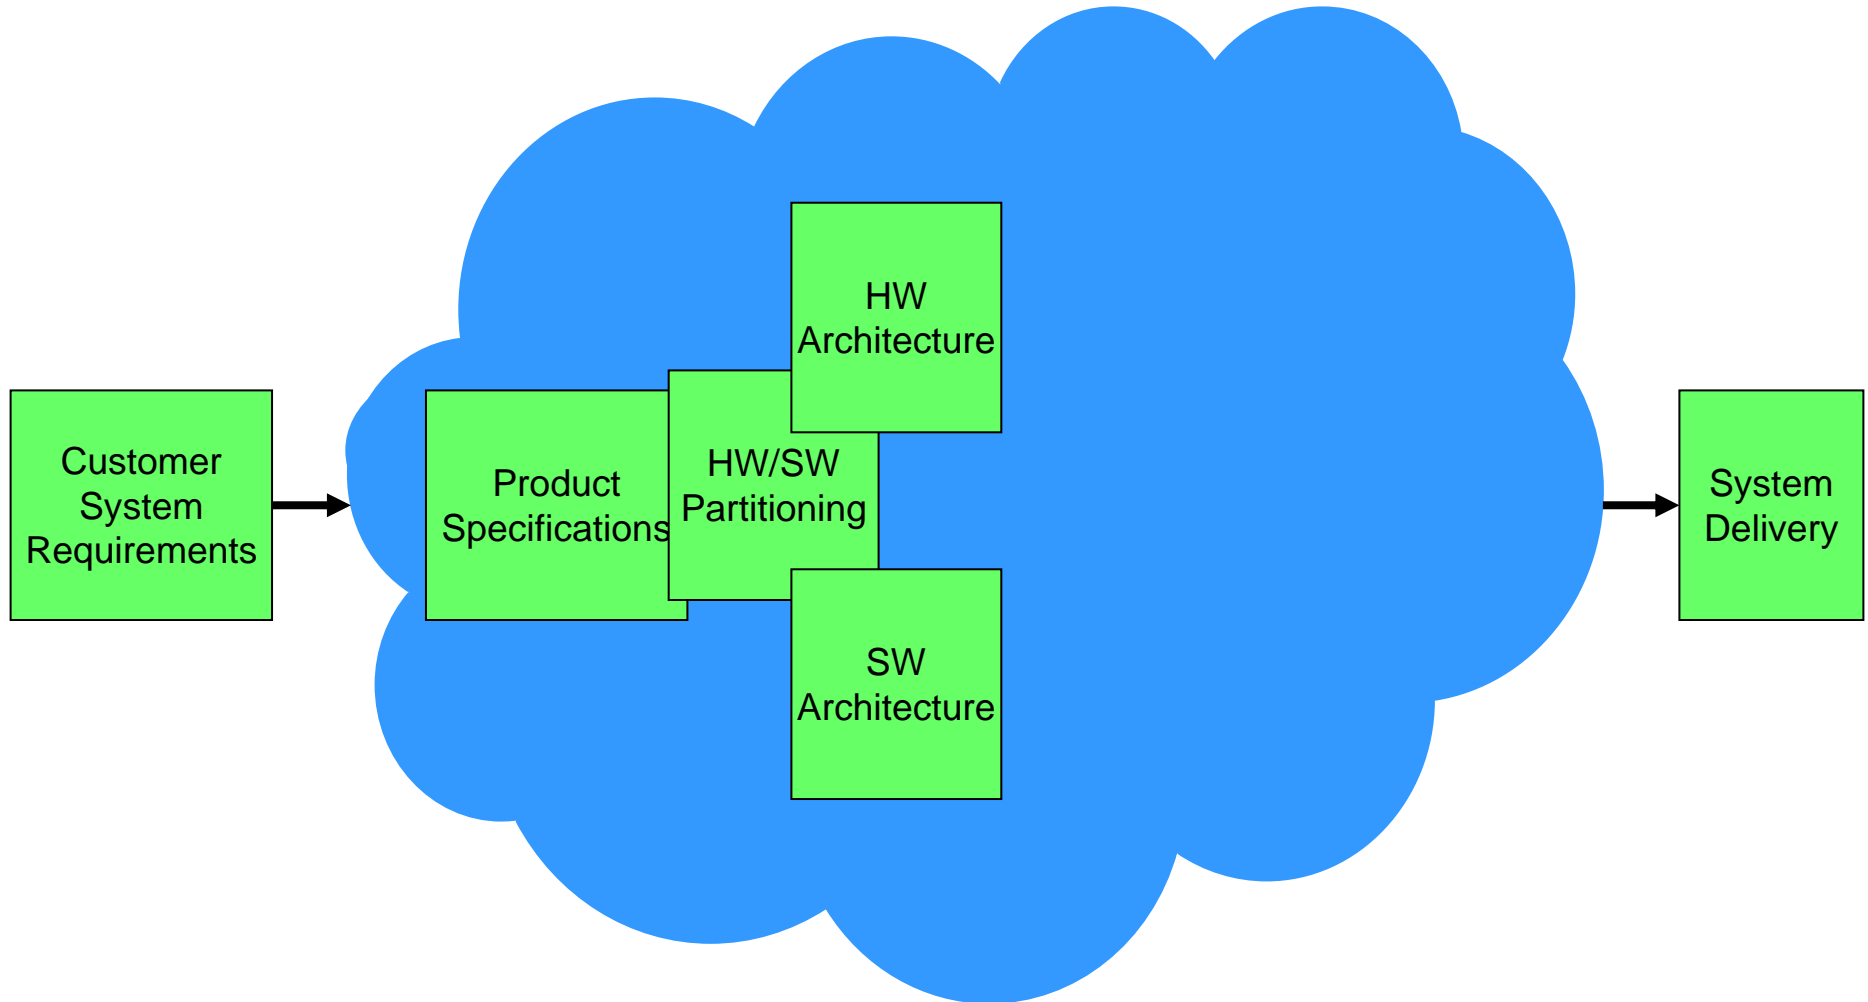 Customer
System
Requirements
Product
Specifications
HW/SW
Partitioning
HW
Architecture
SW
Architecture
System
Delivery